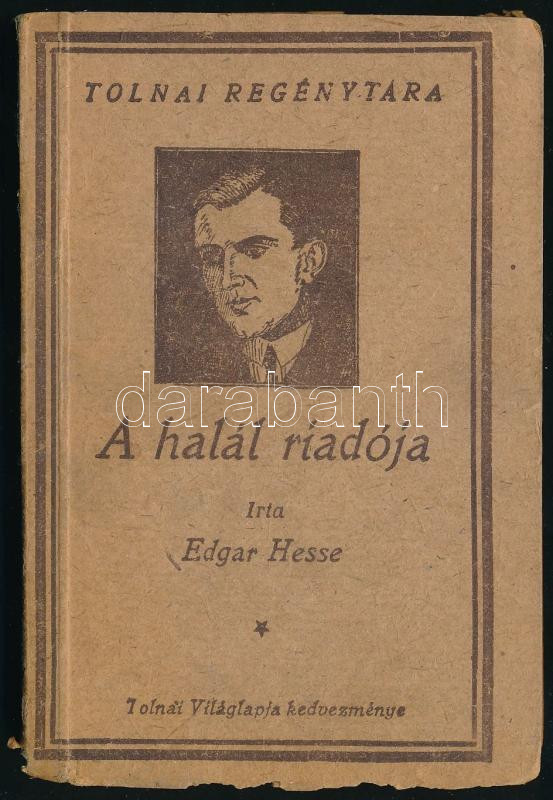 TOLNAI REGÉNYTÁRA
darabanth
A halál riadója
Irta
Edgar Hesse
Tolnai Világlapja kedvezménye